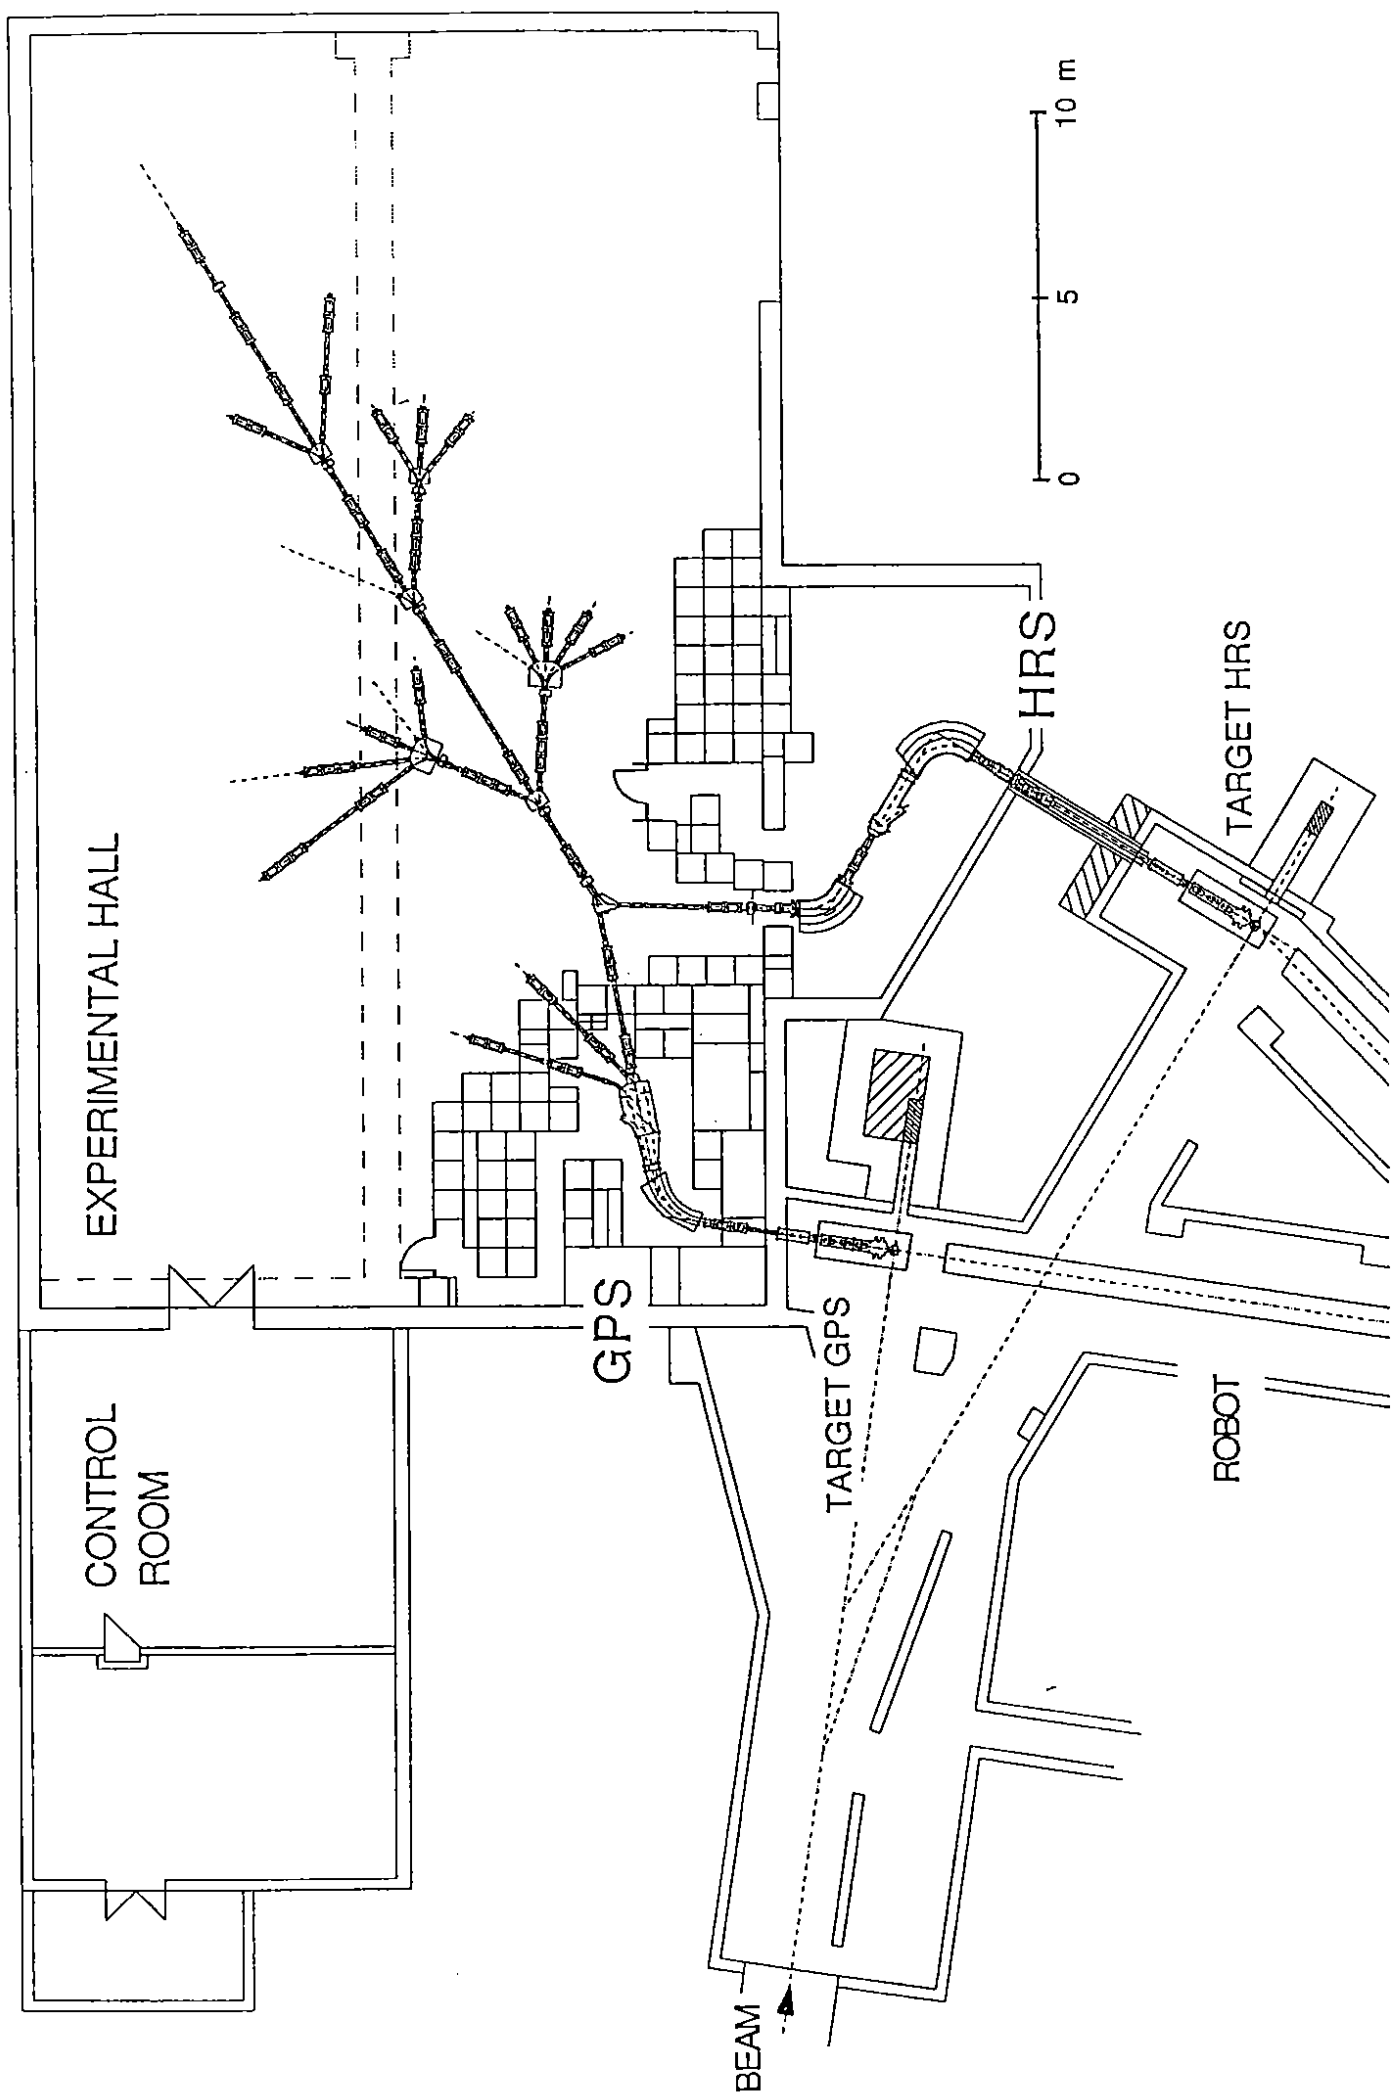 EXPERIMENTAL HALL
CONTROL
ROOM
GPS
HRS
0
5
10 m
TARGET GPS
TARGET HRS
BEAM
ROBOT